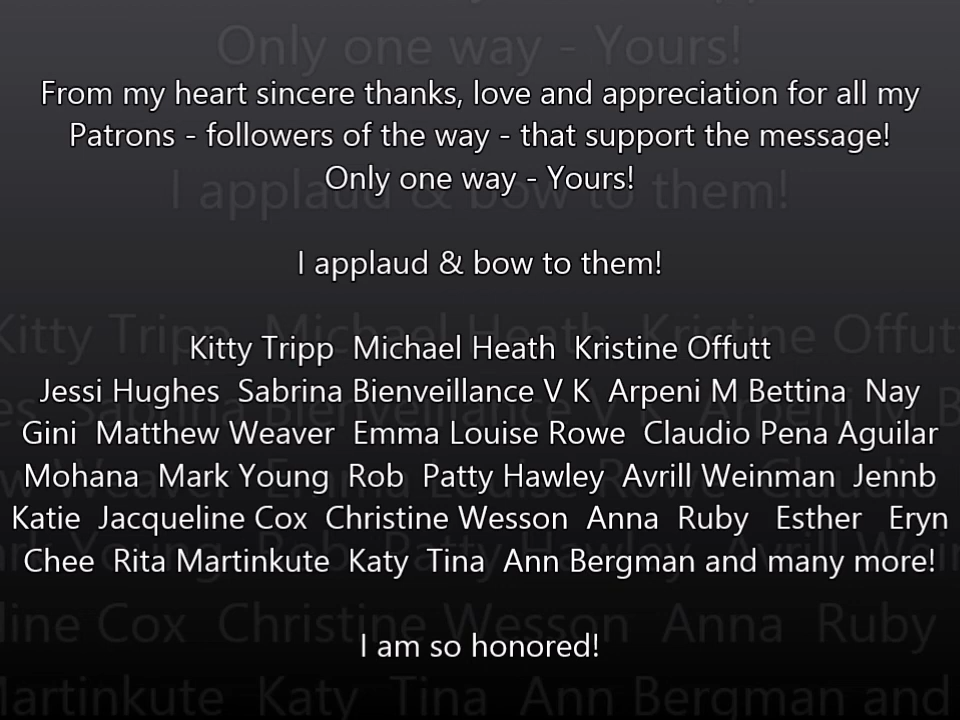 From my heart sincere thanks, love and appreciation for all my
Patrons - followers of the way - that support the message!
Only one way - Yours!
I applaud & bow to them!
Kitty Tripp Michael Heath Kristine Offutt
Jessi Hughes Sabrina Bienveillance V K Arpeni M Bettina Nay
Gini Matthew Weaver Emma Louise Rowe Claudio Pena Aguilar
Mohana Mark Young Rob Patty Hawley Avrill Weinman Jennb
Katie Jacqueline Cox Christine Wesson Anna Ruby Esther Eryn
Chee Rita Martinkute Katy Tina Ann Bergman and many more!
I am so honored!